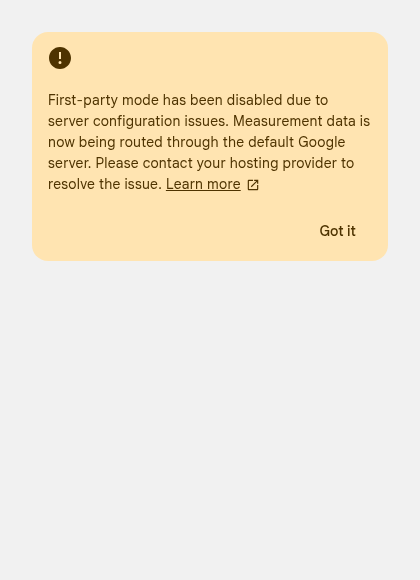 First-party mode has been disabled due to
server configuration issues. Measurement data is
now being routed through the default Google
server. Please contact your hosting provider to
resolve the issue. Learn more
Got it